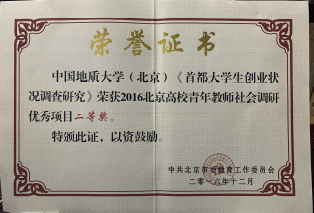 荣誉证书
中国地质大学（北京）《首都大学生创业状
况调查研究》荣获2016北京高校青年教师社会调研
优秀项目二等奖。
特颁此证，以资鼓励。
中共北京市委教育工作委员会
二〇一六年十二月